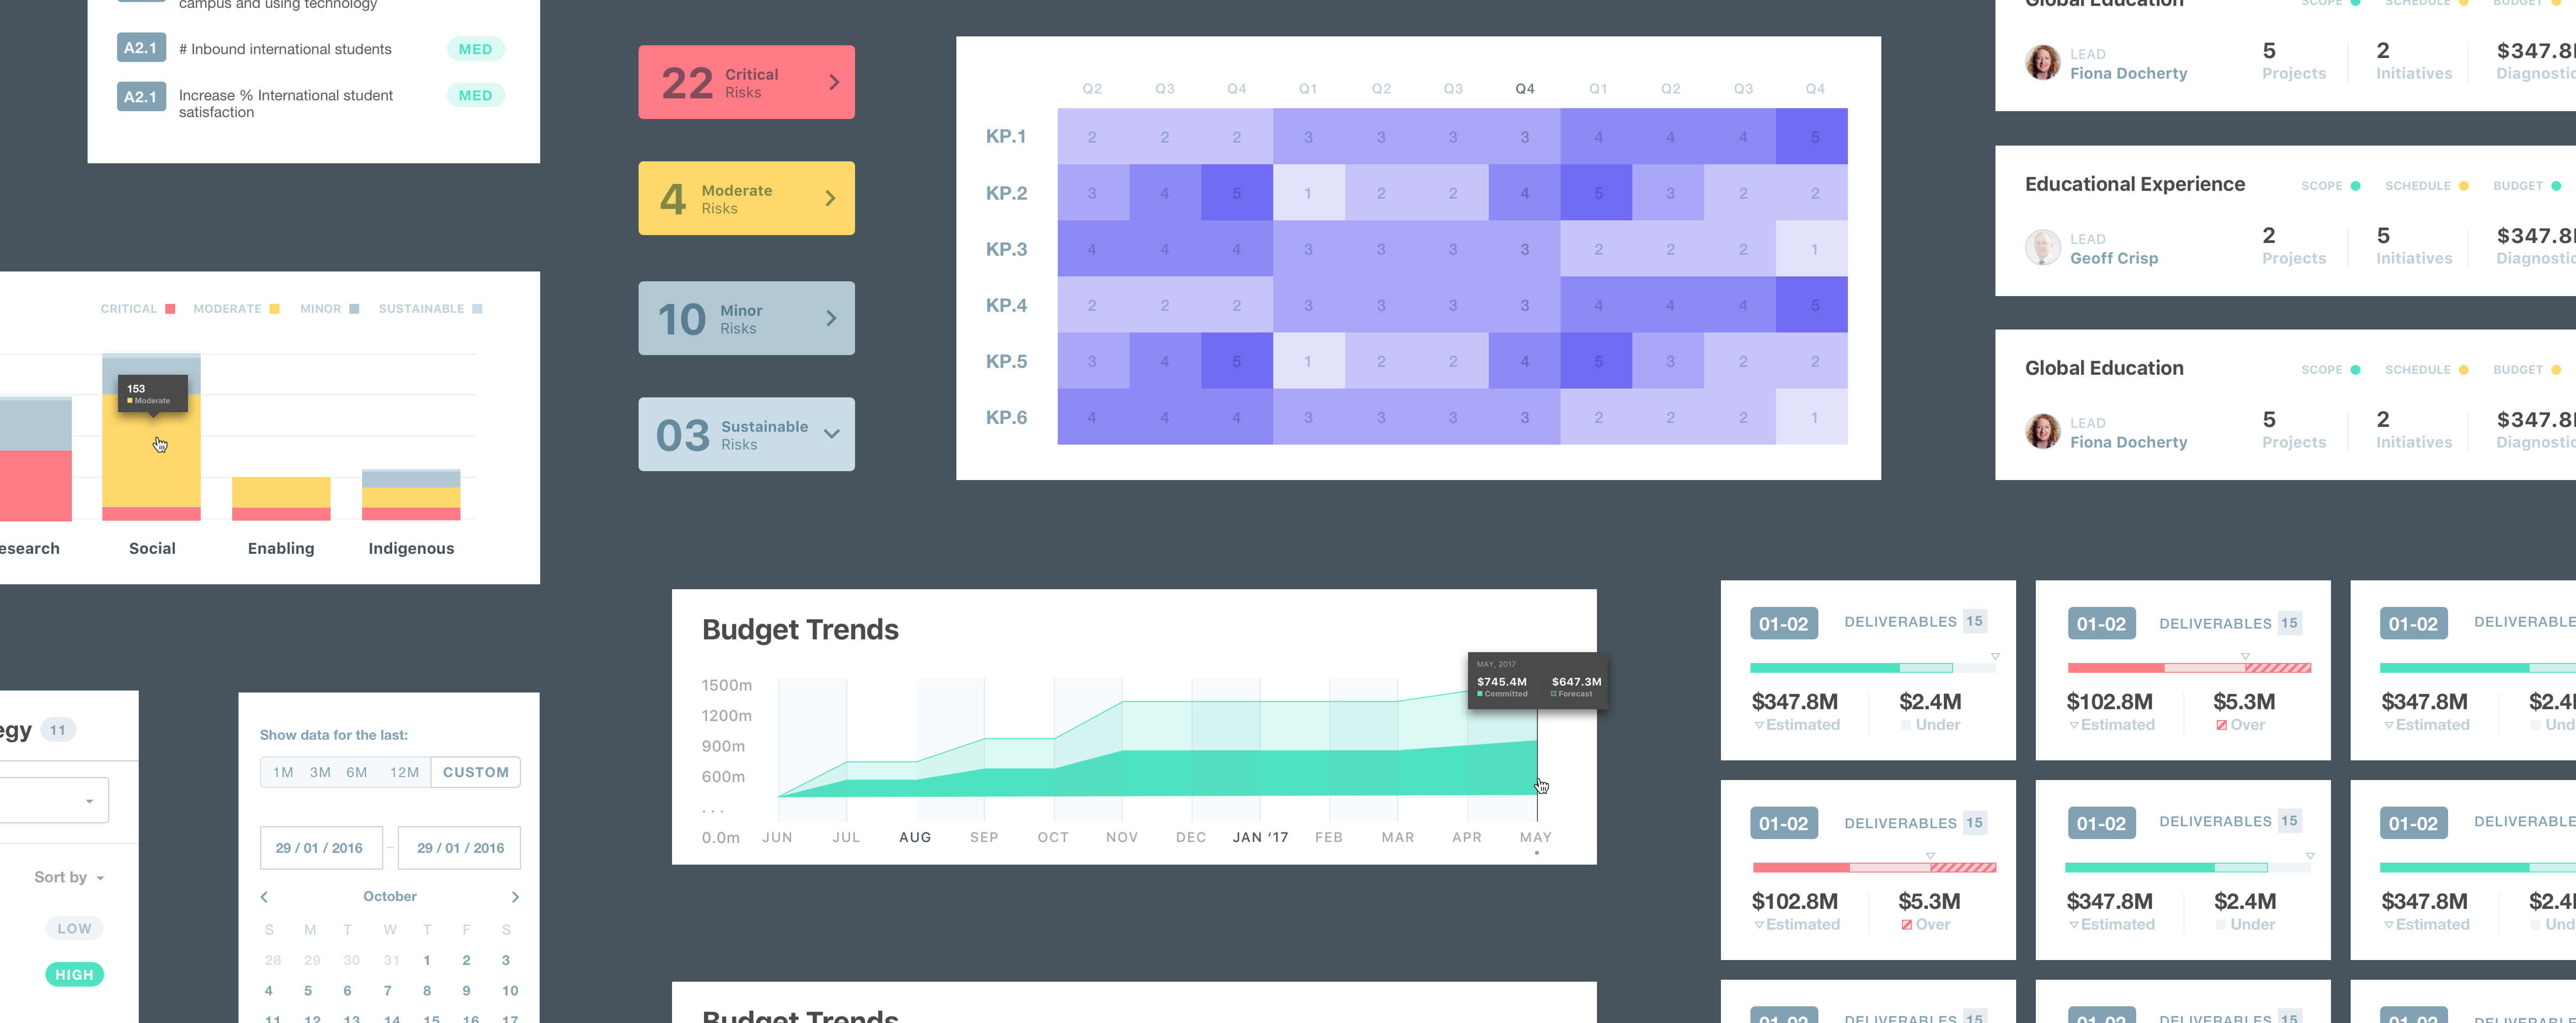 campus and using technology
A2.1 # Inbound international students MED
A2.1 Increase % International student MED
satisfaction
CRITICAL MODERATE MINOR SUSTAINABLE
153
Moderate
esearch Social Enabling Indigenous
22 Critical
Risks
4 Moderate
Risks
10 Minor
Risks
03 Sustainable
Risks
Q2 Q3 Q4 Q1 Q2 Q3 Q4 Q1 Q2 Q3 Q4
KP.1 2 2 2 3 3 3 3 4 4 4 5
KP.2 3 4 5 1 2 2 4 5 3 2 2
KP.3 4 4 4 3 3 3 3 2 2 2 1
KP.4 2 2 2 3 3 3 3 4 4 4 5
KP.5 3 4 5 1 2 2 4 5 3 2 2
KP.6 4 4 4 3 3 3 3 2 2 2 1
Global Education SCOPE SCHEDULE BUDGET
LEAD
Fiona Docherty
5 2 $347.8
Projects Initiatives Diagnostic
Educational Experience SCOPE SCHEDULE BUDGET
LEAD
Geoff Crisp
2 5 $347.8
Projects Initiatives Diagnostic
Global Education SCOPE SCHEDULE BUDGET
LEAD
Fiona Docherty
5 2 $347.8
Projects Initiatives Diagnostic
egy 11
Sort by
LOW
HIGH
Show data for the last:
1M 3M 6M 12M CUSTOM
29 / 01 / 2016 – 29 / 01 / 2016
October
S M T W T F S
28 29 30 31 1 2 3
4 5 6 7 8 9 10
11 12 13 14 15 16 17
Budget Trends
1500m
1200m
900m
600m
...
0.0m JUN JUL AUG SEP OCT NOV DEC JAN ‘17 FEB MAR APR MAY
MAY, 2017
$745.4M $647.3M
Committed Forecast
Budget Trends
01-02 DELIVERABLES 15
$347.8M $2.4M
Estimated Under
01-02 DELIVERABLES 15
$102.8M $5.3M
Estimated Over
01-02 DELIVERABLE
$347.8M $2.4
Estimated Und
01-02 DELIVERABLES 15
$102.8M $5.3M
Estimated Over
01-02 DELIVERABLES 15
$347.8M $2.4M
Estimated Under
01-02 DELIVERABLE
$347.8M $2.4
Estimated Und
01-02 DELIVERABLES 15
01-02 DELIVERABLES 15
01-02 DELIVERABLE